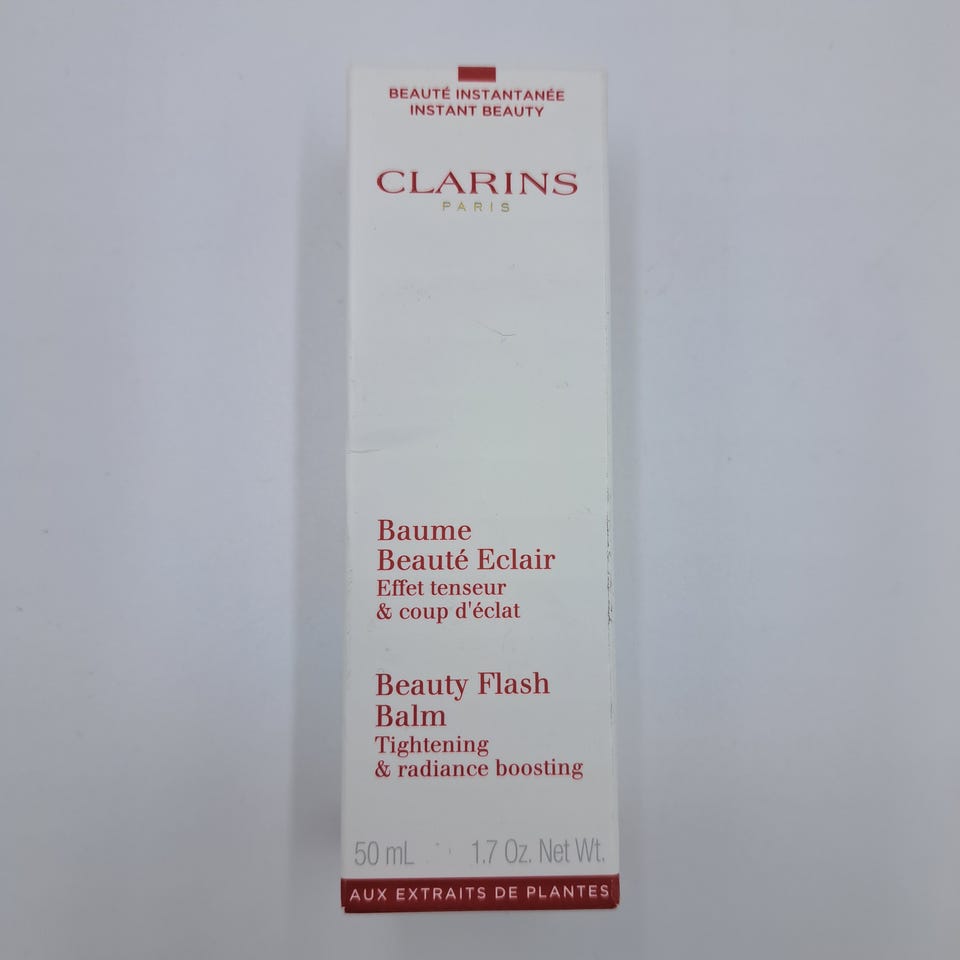 BEAUTÉ INSTANTANÉE
INSTANT BEAUTY
CLARINS
PARIS
Baume
Beauté Eclair
Effet tenseur
& coup d'éclat
Beauty Flash
Balm
Tightening
& radiance boosting
50 mL 1.7 Oz. Net Wt.
AUX EXTRAITS DE PLANTES